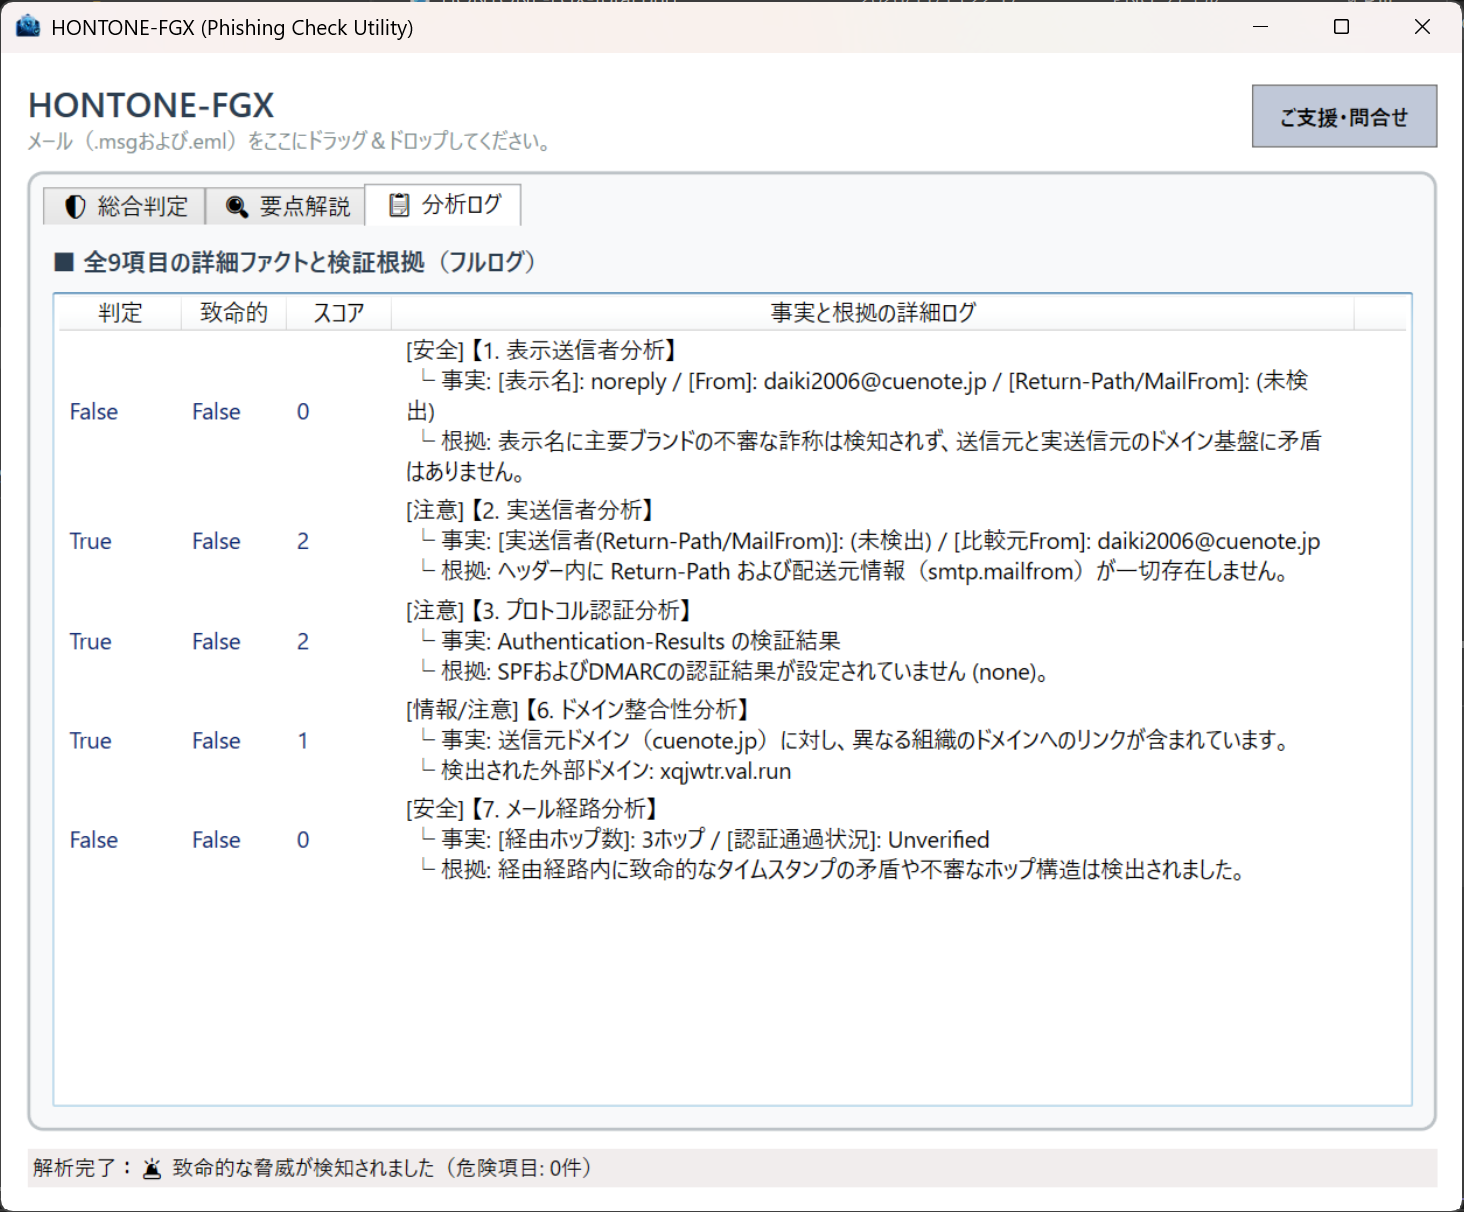 HONTONE-FGX (Phishing Check Utility)
HONTONE-FGX
メール（.msgおよび.eml）をここにドラッグ＆ドロップしてください。
ご支援・問合せ
総合判定
要点解説
分析ログ
■ 全9項目の詳細ファクトと検証根拠（フルログ）
判定 致命的 スコア 事実と根拠の詳細ログ
[安全]【1. 表示送信者分析】
└ 事実: [表示名]: noreply / [From]: daiki2006@cuenote.jp / [Return-Path/MailFrom]: (未検
出)
False False 0
└ 根拠: 表示名に主要ブランドの不審な詐称は検知されず、送信元と実送信元のドメイン基盤に矛盾
はありません。
[注意]【2. 実送信者分析】
True False 2
└ 事実: [実送信者(Return-Path/MailFrom)]: (未検出) / [比較元From]: daiki2006@cuenote.jp
└ 根拠: ヘッダー内に Return-Path および配送元情報（smtp.mailfrom）が一切存在しません。
[注意]【3. プロトコル認証分析】
True False 2
└ 事実: Authentication-Results の検証結果
└ 根拠: SPFおよびDMARCの認証結果が設定されていません (none)。
[情報/注意]【6. ドメイン整合性分析】
True False 1
└ 事実: 送信元ドメイン（cuenote.jp）に対し、異なる組織のドメインへのリンクが含まれています。
└ 検出された外部ドメイン: xqjwtr.val.run
[安全]【7. メール経路分析】
False False 0
└ 事実: [経由ホップ数]: 3ホップ / [認証通過状況]: Unverified
└ 根拠: 経由経路内に致命的なタイムスタンプの矛盾や不審なホップ構造は検出されました。
解析完了： 致命的な脅威が検知されました（危険項目: 0件）